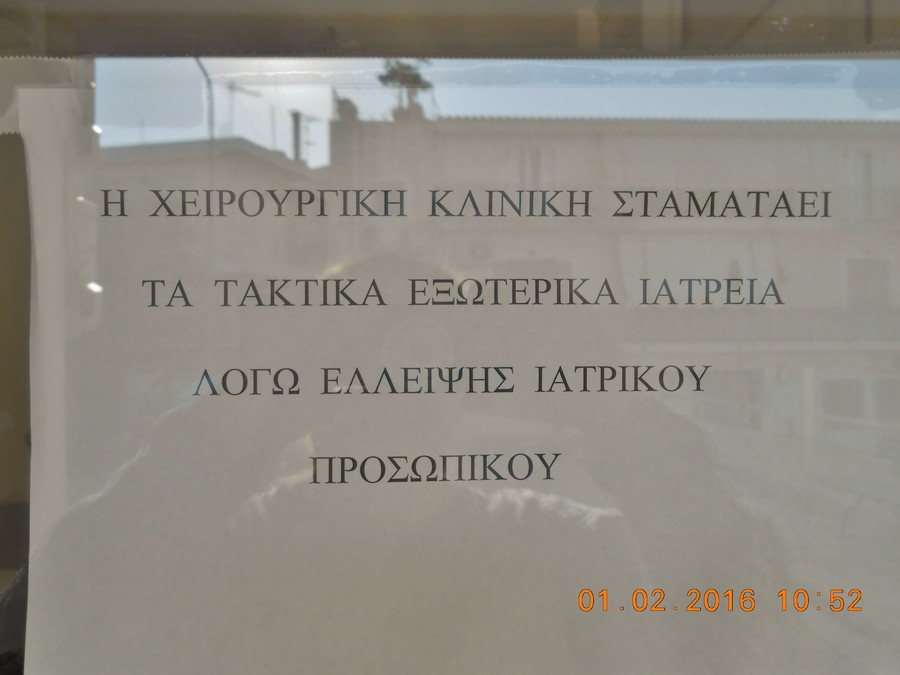 Η ΧΕΙΡΟΥΡΓΙΚΗ ΚΛΙΝΙΚΗ ΣΤΑΜΑΤΑΕΙ
ΤΑ ΤΑΚΤΙΚΑ ΕΞΩΤΕΡΙΚΑ ΙΑΤΡΕΙΑ
ΛΟΓΩ ΕΛΛΕΙΨΗΣ ΙΑΤΡΙΚΟΥ
ΠΡΟΣΩΠΙΚΟΥ
01.02.2016 10:52